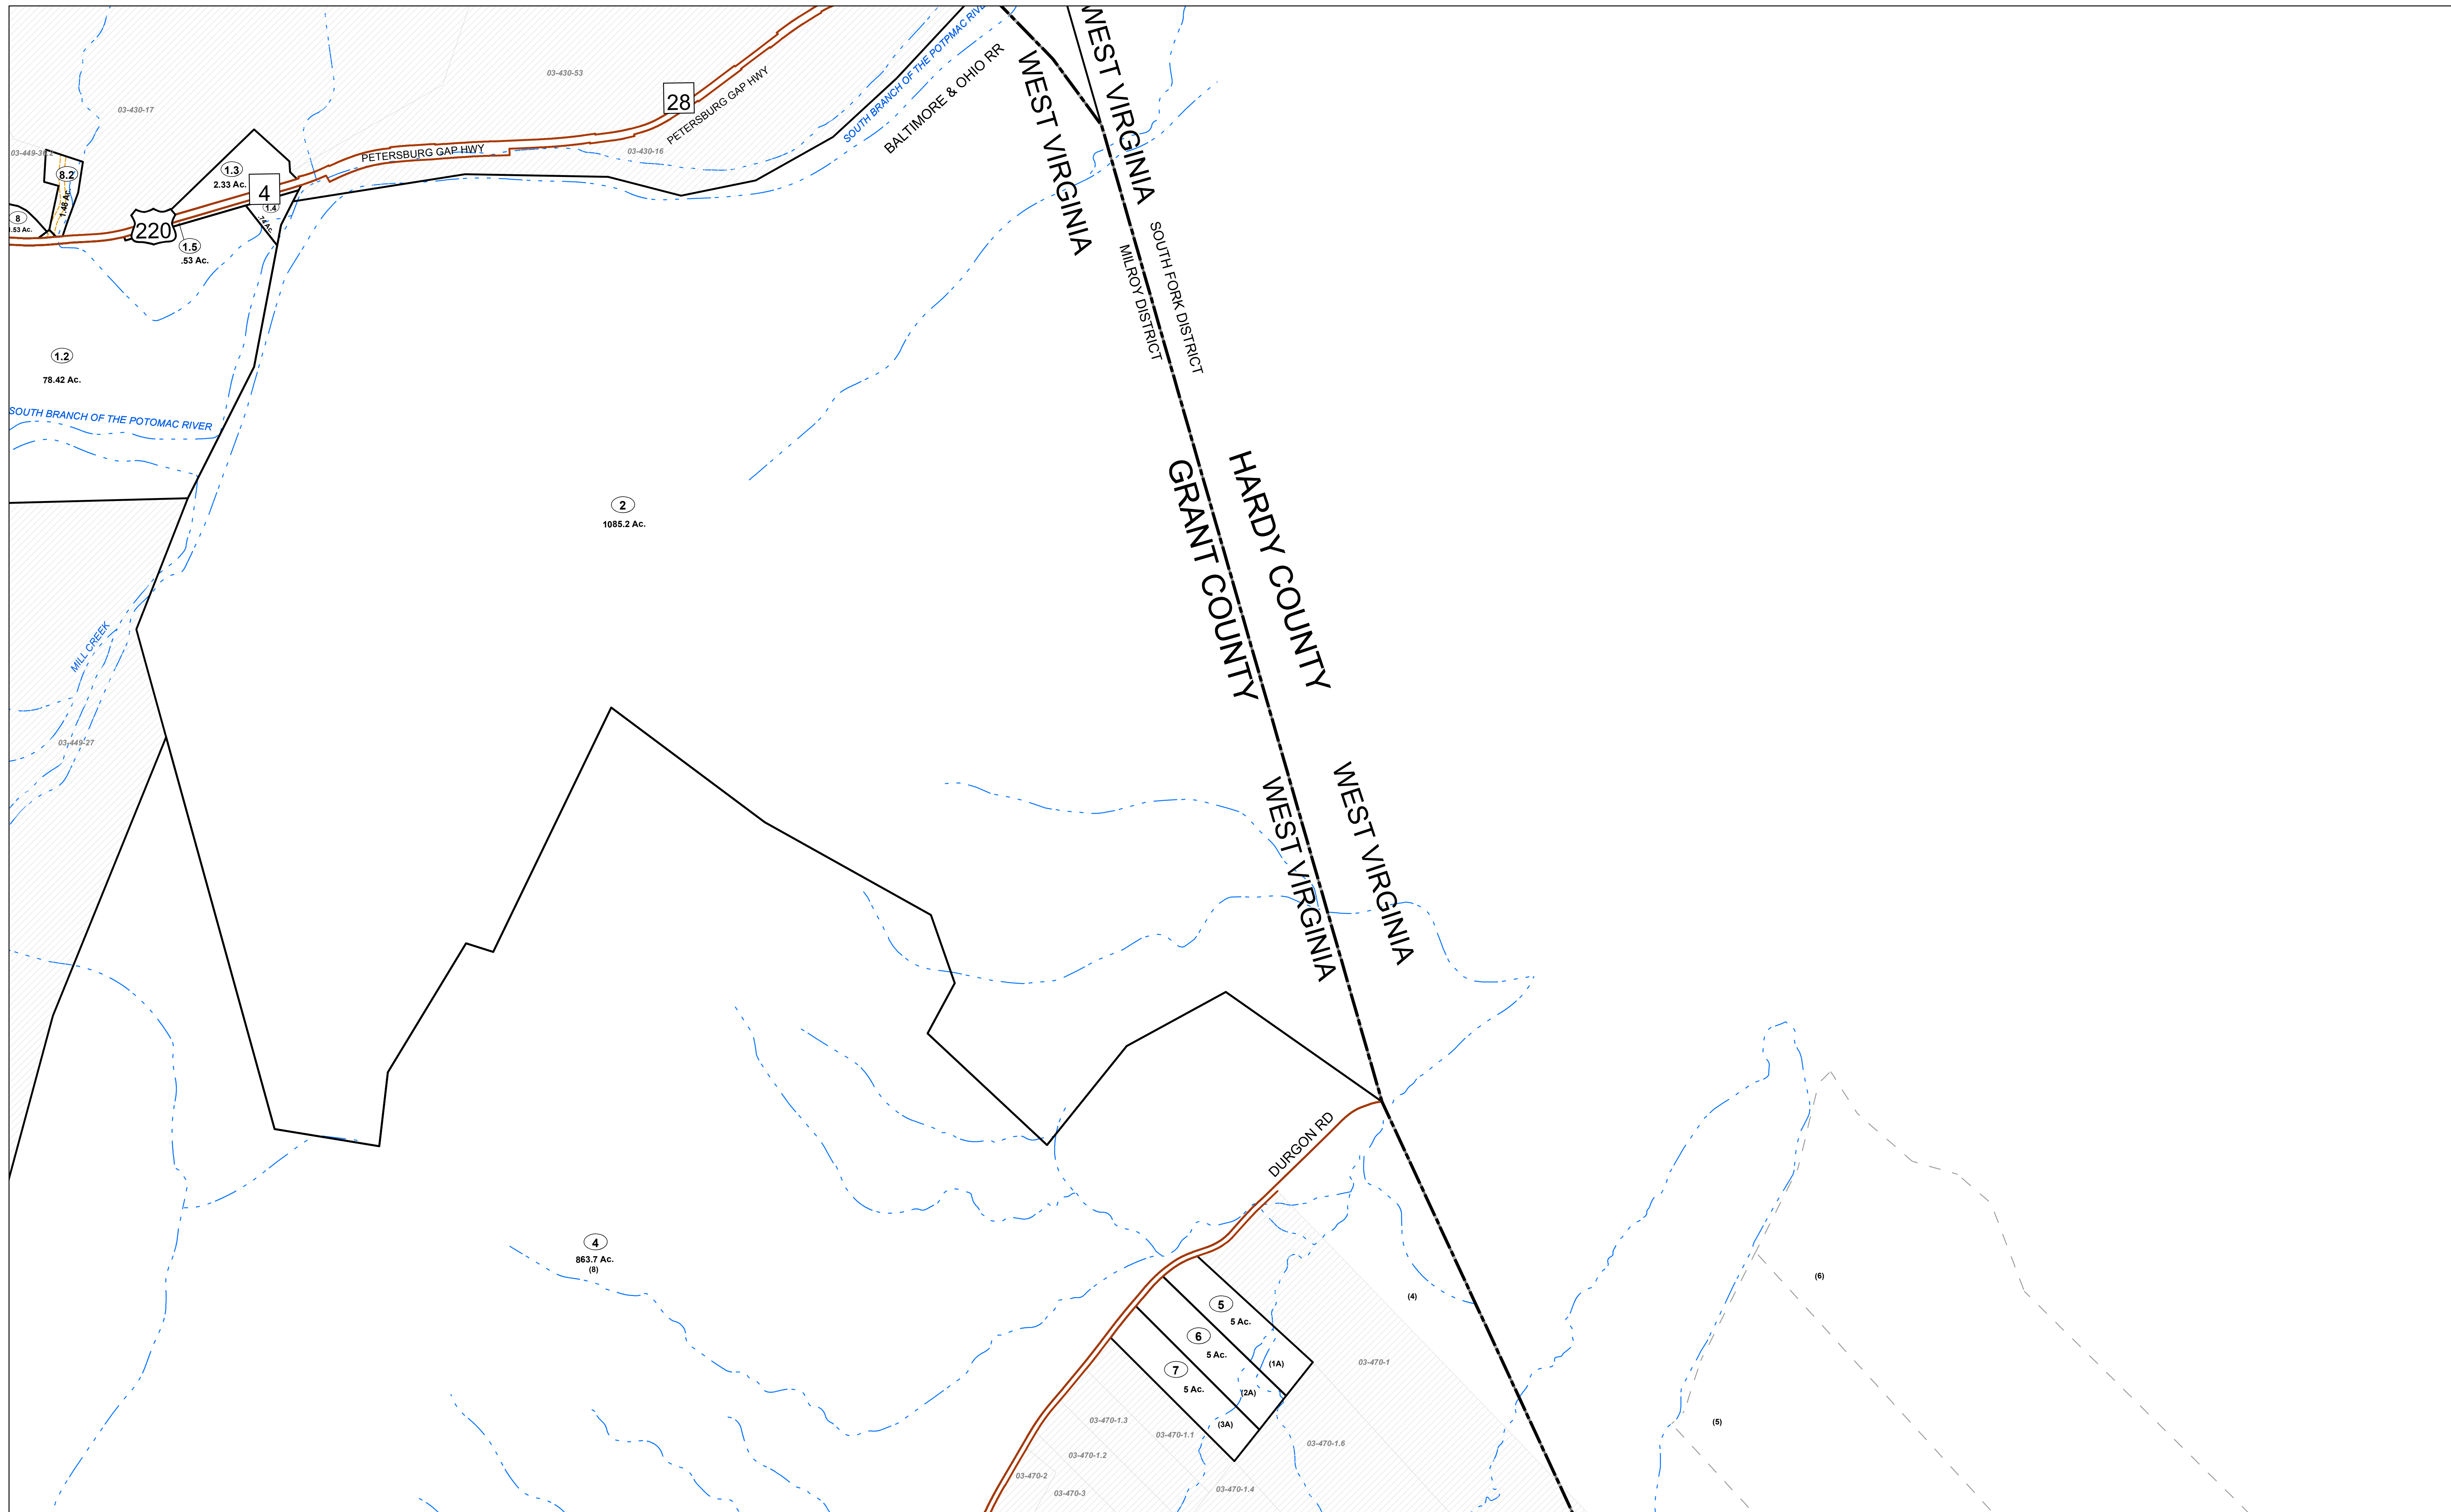 SOUTH BRANCH OF THE POTPMAC RIVE
BALTIMORE & OHIO RR
WEST VIRGINIA
WEST VIRGINIA
03-430-53
28
PETERSBURG GAP HWY
03-430-17
03-430-16
PETERSBURG GAP HWY
1.3
2.33 Ac.
4
1.4
8.2
1.48 Ac.
8
220
1.5
.53 Ac.
SOUTH FORK DISTRICT
MILROY DISTRICT
1.2
78.42 Ac.
SOUTH BRANCH OF THE POTOMAC RIVER
2
1085.2 Ac.
HARDY COUNTY
GRANT COUNTY
MILL CREEK
03-449-27
WEST VIRGINIA
WEST VIRGINIA
DURGON RD
4
863.7 Ac.
(8)
(6)
(4)
5
5 Ac.
6
5 Ac.
(1A)
7
5 Ac.
(2A)
(3A)
03-470-1
(5)
03-470-1.3
03-470-1.1
03-470-1.6
03-470-1.2
03-470-2
03-470-3
03-470-1.4